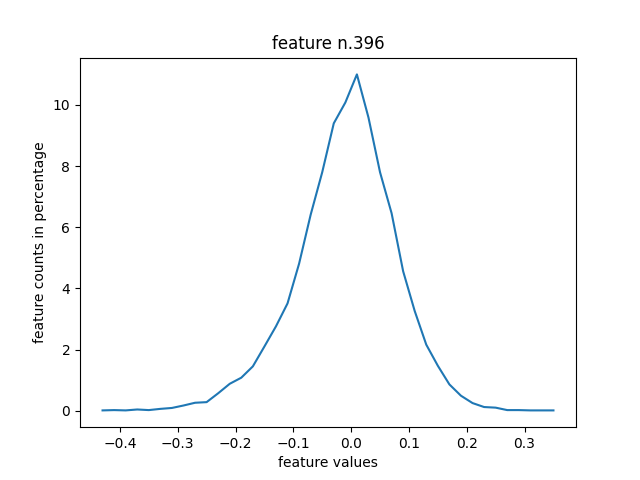 feature n.396
feature counts in percentage
10
8
6
4
2
0
−0.4 −0.3 −0.2 −0.1 0.0 0.1 0.2 0.3
feature values